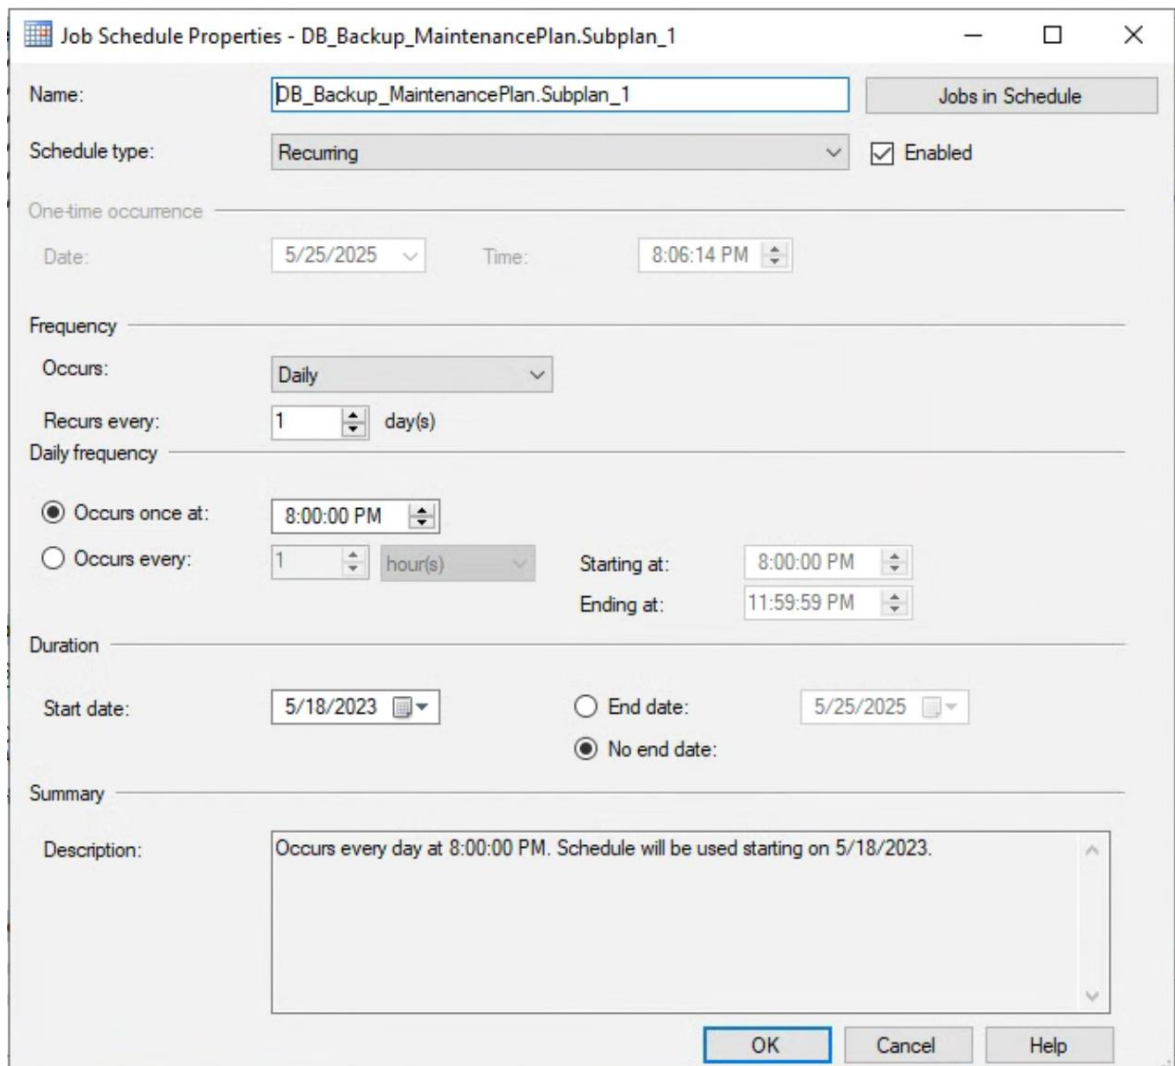 Job Schedule Properties - DB_Backup_MaintenancePlan.Subplan_1
Name: DB_Backup_MaintenancePlan.Subplan_1 Jobs in Schedule
Schedule type: Recurring Enabled
One-time occurrence
Date: 5/25/2025 Time: 8:06:14 PM
Frequency
Occurs: Daily
Recurs every: 1 day(s)
Daily frequency
Occurs once at: 8:00:00 PM
Occurs every: 1 hour(s) Starting at: 8:00:00 PM
Ending at: 11:59:59 PM
Duration
Start date: 5/18/2023 End date: 5/25/2025
No end date:
Summary
Description: Occurs every day at 8:00:00 PM. Schedule will be used starting on 5/18/2023.
OK Cancel Help